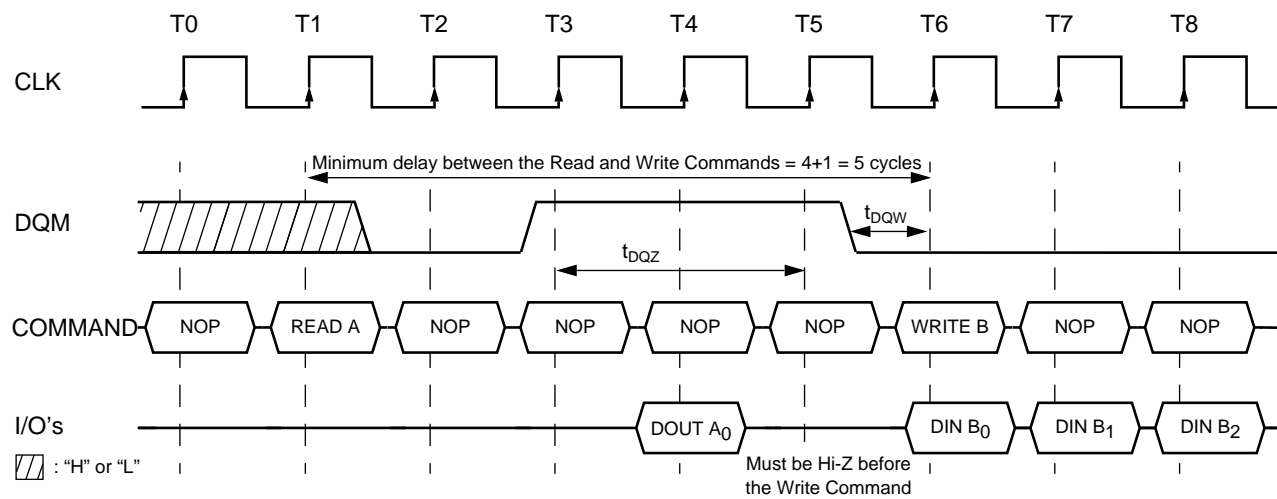 T0 T1 T2 T3 T4 T5 T6 T7 T8
CLK
Minimum delay between the Read and Write Commands = 4+1 = 5 cycles
DQM
tDQW
tDQZ
COMMAND NOP READ A NOP NOP NOP NOP WRITE B NOP NOP
I/O's DOUT A0 DIN B0 DIN B1 DIN B2
: “H” or “L”
Must be Hi-Z before
the Write Command